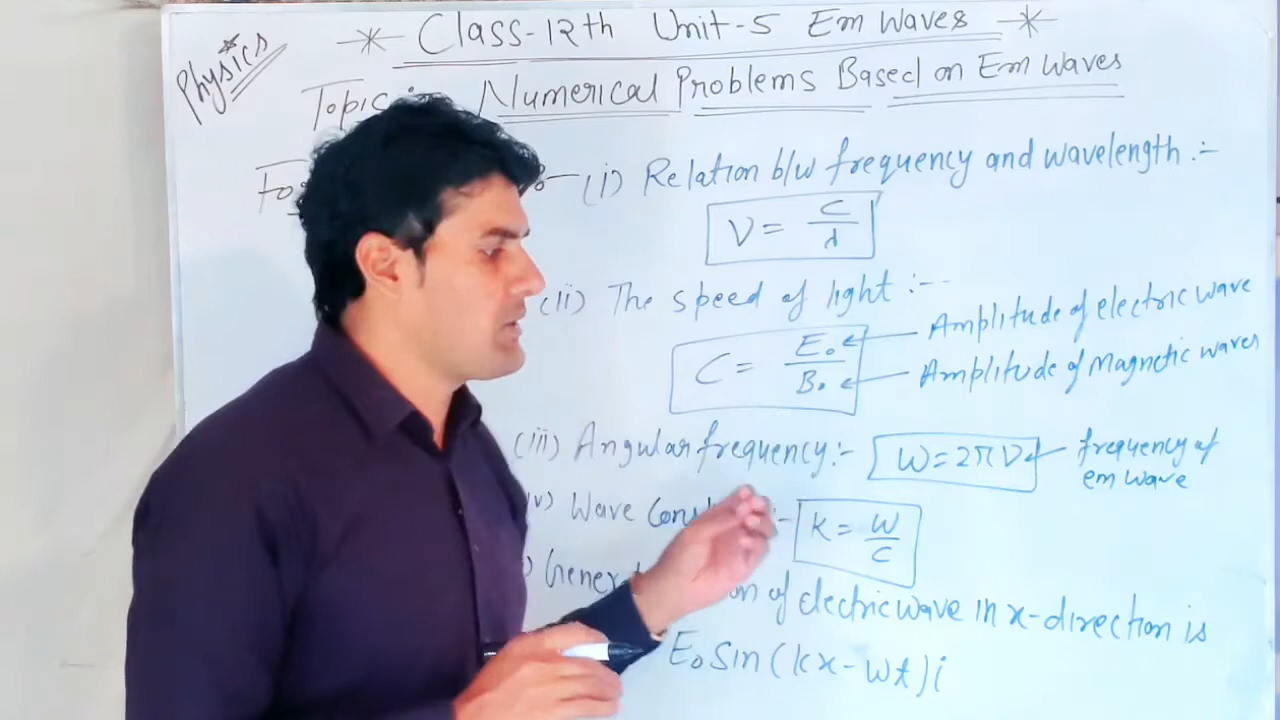 Physics
Class-12th Unit-5 Em Waves
Topic Numerical Problems Based on Em Waves
(i) Relation b/w frequency and wavelength :-
ν = c/λ
(ii) The speed of light :--
C = E₀/B₀
Amplitude of electric wave
Amplitude of Magnetic waves
(iii) Angular frequency :- W = 2πν frequency of em wave
Wave :- K = W/C
of electric wave in x-direction is
E₀ Sin (kx - wt) i